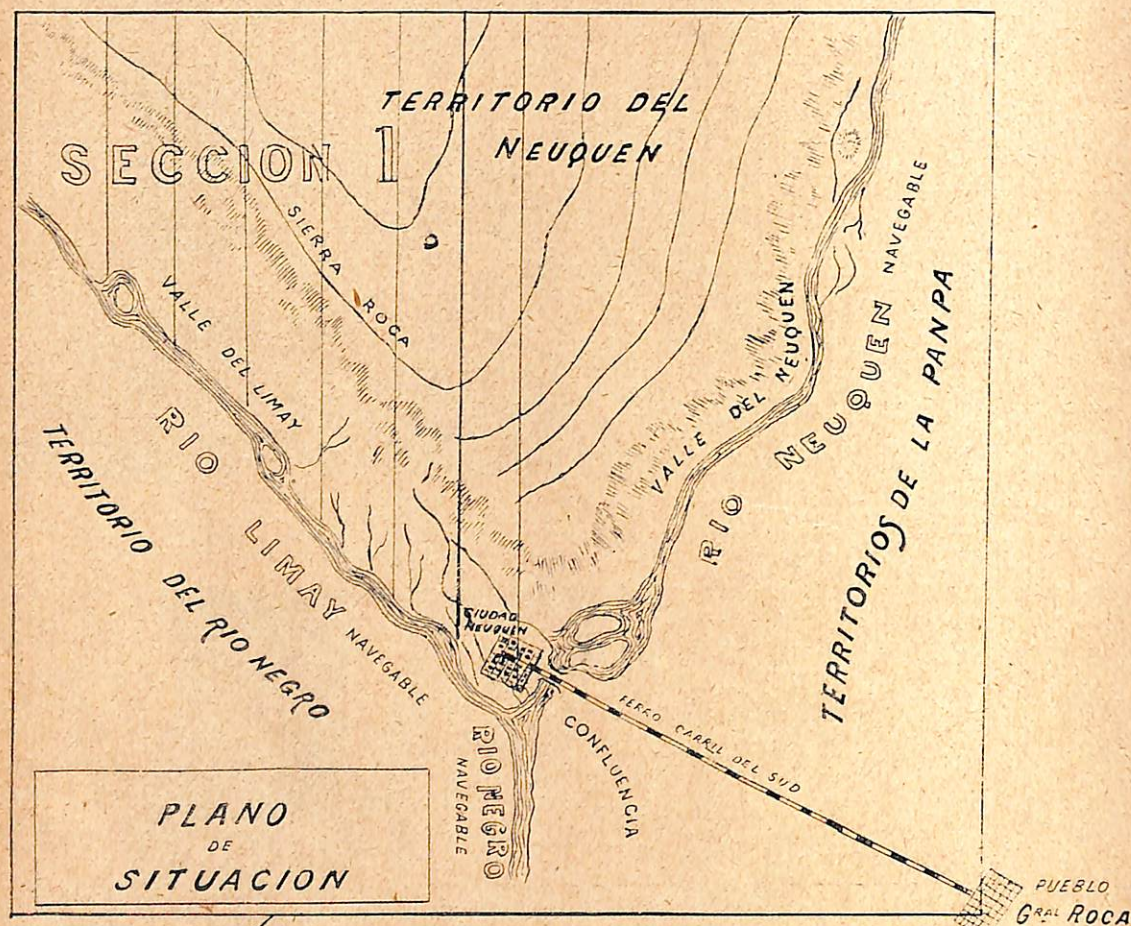 TERRITORIO DEL
NEUQUEN
SECCION 1
SIERRA ROCA
VALLE DEL LIMAY
RIO LIMAY NAVEGABLE
TERRITORIO DEL RIO NEGRO
VALLE DEL NEUQUEN
RIO NEUQUEN NAVEGABLE
TERRITORIOS DE LA PANPA
CIUDAD
NEUQUEN
RIO NEGRO
NAVEGABLE
CONFLUENCIA
FERRO CARRIL DEL SUD
PLANO
DE
SITUACION
PUEBLO
GRAL ROCA